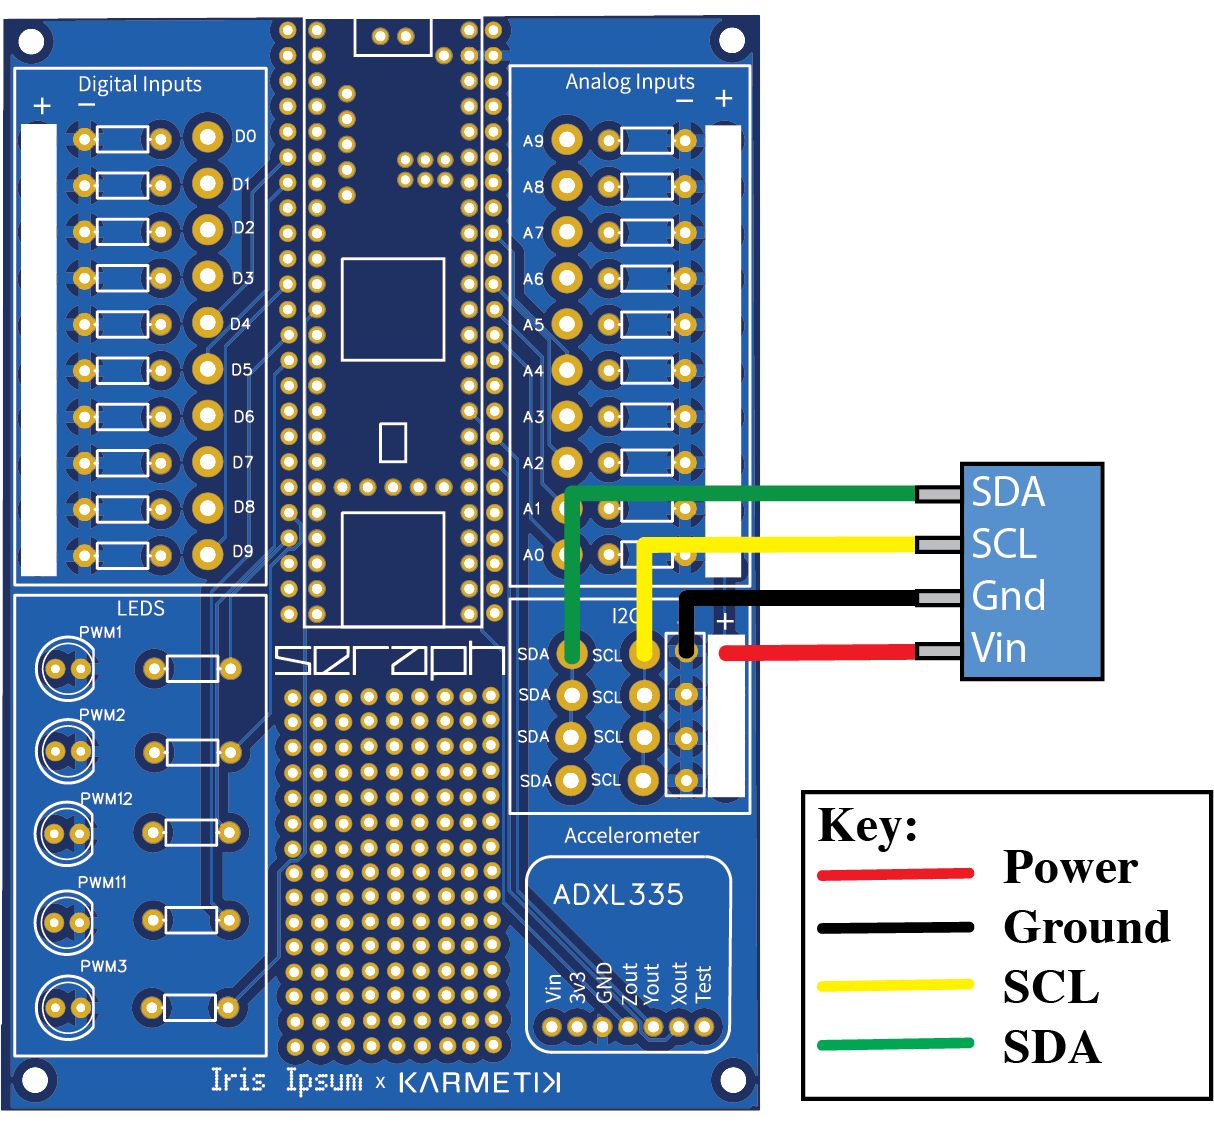 Digital Inputs
+ −
D0
D1
D2
D3
D4
D5
D6
D7
D8
D9
Analog Inputs
− +
A9
A8
A7
A6
A5
A4
A3
A2
A1
A0
SDA
SCL
Gnd
Vin
LEDS
PWM1
PWM2
PWM12
PWM11
PWM3
seraph
I2C +
SDA SCL
SDA SCL
SDA SCL
SDA SCL
Accelerometer
ADXL335
Vin
3v3
GND
Zout
Yout
Xout
Test
Iris Ipsum x KARMETIK
Key:
Power
Ground
SCL
SDA